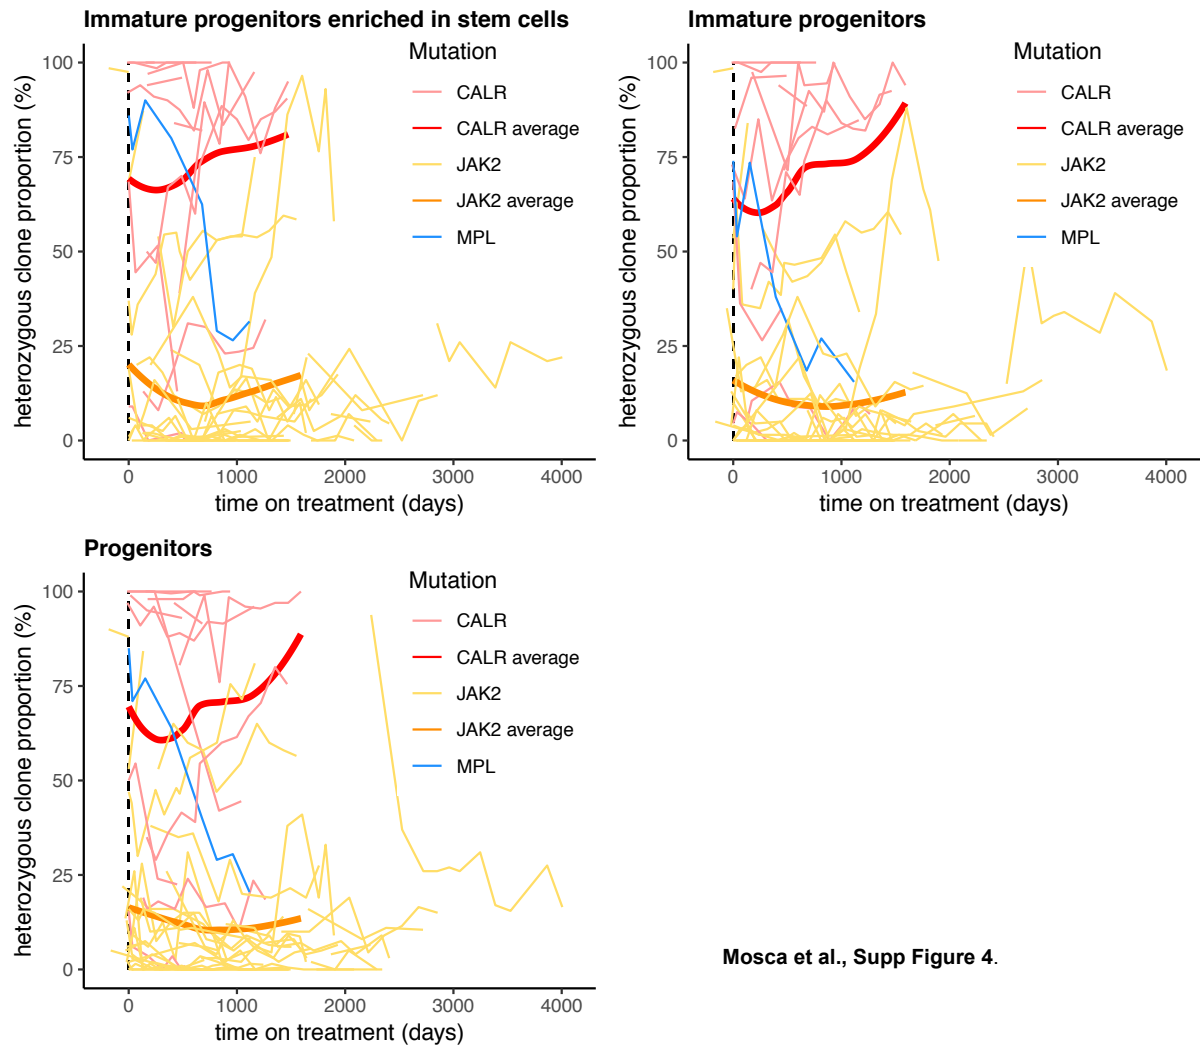 Immature progenitors enriched in stem cells
heterozygous clone proportion (%)
100
75
50
25
0
0 1000 2000 3000 4000
time on treatment (days)
Mutation
CALR
CALR average
JAK2
JAK2 average
MPL
Immature progenitors
heterozygous clone proportion (%)
100
75
50
25
0
0 1000 2000 3000 4000
time on treatment (days)
Mutation
CALR
CALR average
JAK2
JAK2 average
MPL
Progenitors
heterozygous clone proportion (%)
100
75
50
25
0
0 1000 2000 3000 4000
time on treatment (days)
Mutation
CALR
CALR average
JAK2
JAK2 average
MPL
Mosca et al., Supp Figure 4.